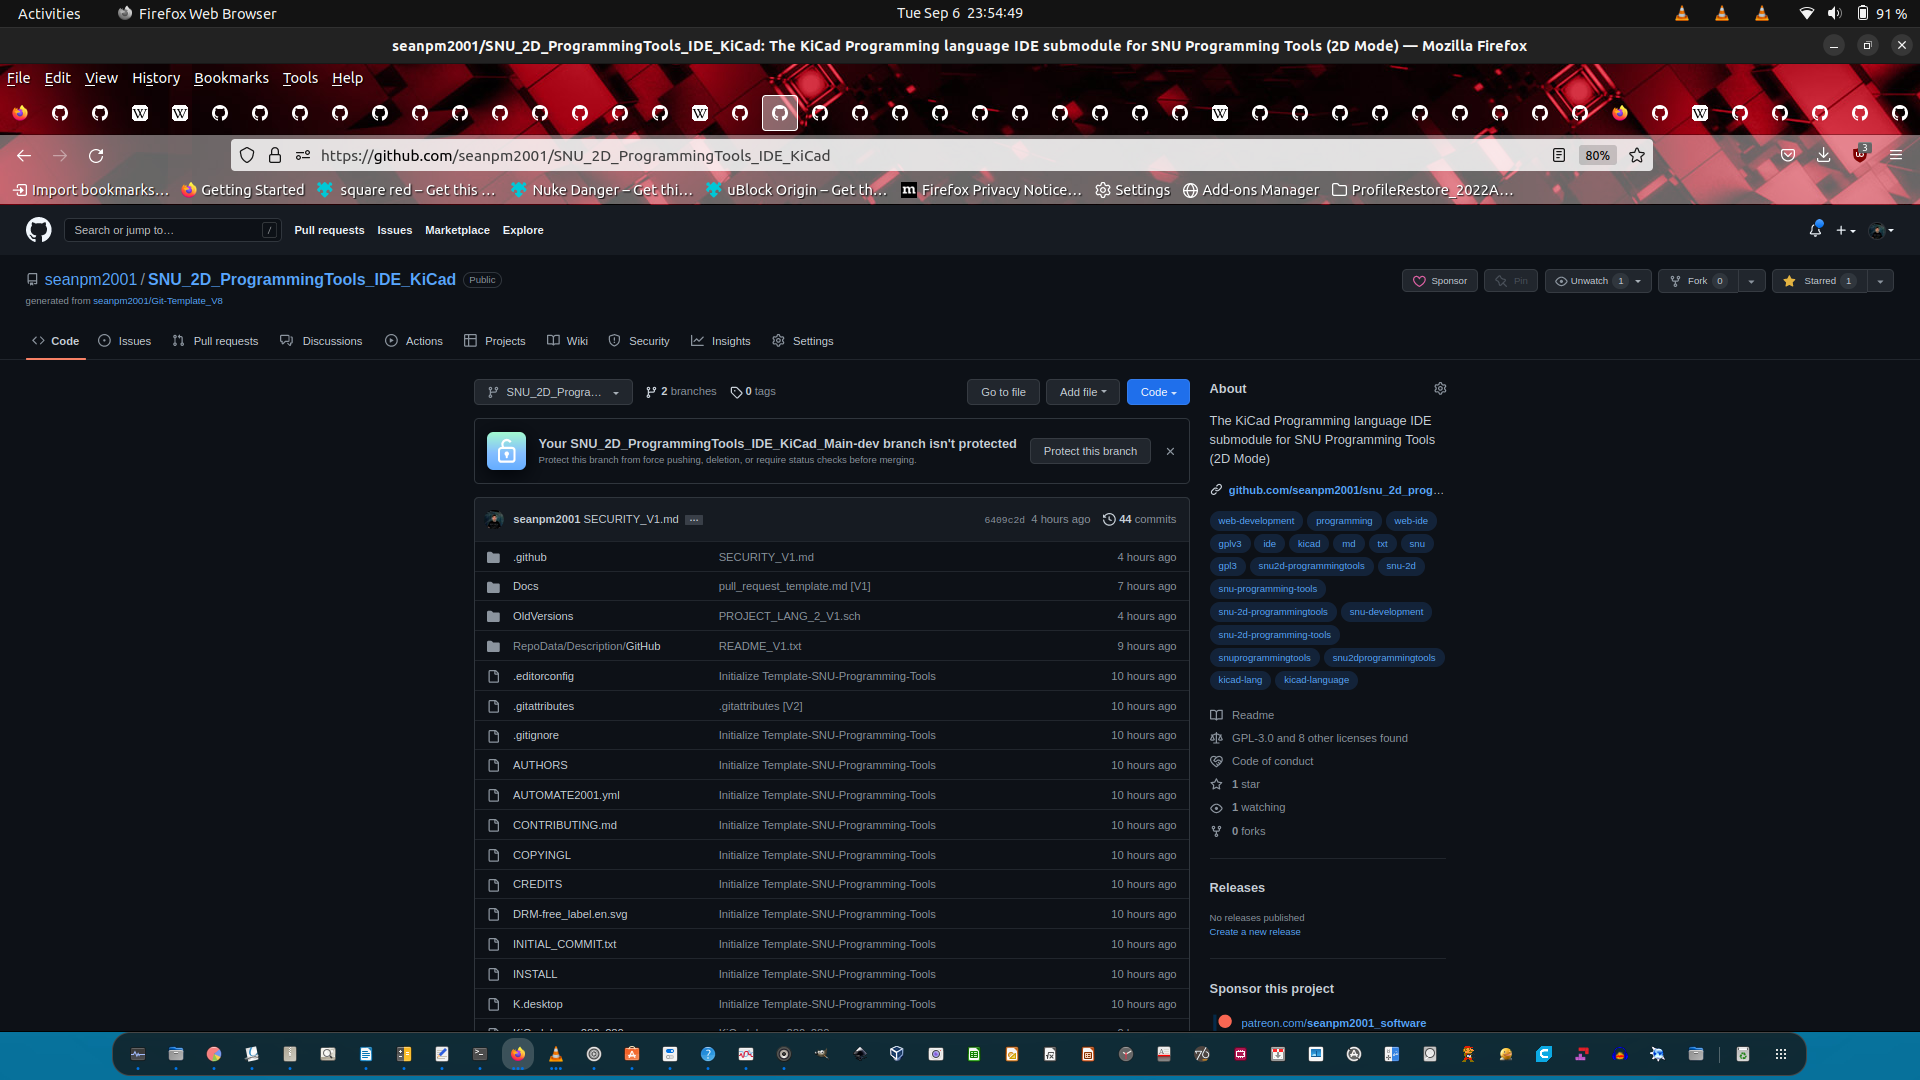 Activities
Firefox Web Browser
Tue Sep 6 23:54:49
91 %
seanpm2001/SNU_2D_ProgrammingTools_IDE_KiCad: The KiCad Programming language IDE submodule for SNU Programming Tools (2D Mode) — Mozilla Firefox
File Edit View History Bookmarks Tools Help
https://github.com/seanpm2001/SNU_2D_ProgrammingTools_IDE_KiCad
80%
3
Import bookmarks…
Getting Started
square red – Get this …
Nuke Danger – Get thi…
uBlock Origin – Get th…
Firefox Privacy Notice…
Settings
Add-ons Manager
ProfileRestore_2022A…
Search or jump to…
/
Pull requests Issues Marketplace Explore
seanpm2001 / SNU_2D_ProgrammingTools_IDE_KiCad Public
Sponsor
Pin
Unwatch 1
Fork 0
Starred 1
generated from seanpm2001/Git-Template_V8
Code
Issues
Pull requests
Discussions
Actions
Projects
Wiki
Security
Insights
Settings
SNU_2D_Progra…
2 branches
0 tags
Go to file
Add file
Code
Your SNU_2D_ProgrammingTools_IDE_KiCad_Main-dev branch isn't protected
Protect this branch from force pushing, deletion, or require status checks before merging.
Protect this branch
seanpm2001 SECURITY_V1.md … 6409c2d 4 hours ago 44 commits
.github SECURITY_V1.md 4 hours ago
Docs pull_request_template.md [V1] 7 hours ago
OldVersions PROJECT_LANG_2_V1.sch 4 hours ago
RepoData/Description/GitHub README_V1.txt 9 hours ago
.editorconfig Initialize Template-SNU-Programming-Tools 10 hours ago
.gitattributes .gitattributes [V2] 10 hours ago
.gitignore Initialize Template-SNU-Programming-Tools 10 hours ago
AUTHORS Initialize Template-SNU-Programming-Tools 10 hours ago
AUTOMATE2001.yml Initialize Template-SNU-Programming-Tools 10 hours ago
CONTRIBUTING.md Initialize Template-SNU-Programming-Tools 10 hours ago
COPYINGL Initialize Template-SNU-Programming-Tools 10 hours ago
CREDITS Initialize Template-SNU-Programming-Tools 10 hours ago
DRM-free_label.en.svg Initialize Template-SNU-Programming-Tools 10 hours ago
INITIAL_COMMIT.txt Initialize Template-SNU-Programming-Tools 10 hours ago
INSTALL Initialize Template-SNU-Programming-Tools 10 hours ago
K.desktop Initialize Template-SNU-Programming-Tools 10 hours ago
About
The KiCad Programming language IDE
submodule for SNU Programming Tools
(2D Mode)
github.com/seanpm2001/snu_2d_prog…
web-development programming web-ide
gplv3 ide kicad md txt snu
gpl3 snu2d-programmingtools snu-2d
snu-programming-tools
snu-2d-programmingtools snu-development
snu-2d-programming-tools
snuprogrammingtools snu2dprogrammingtools
kicad-lang kicad-language
Readme
GPL-3.0 and 8 other licenses found
Code of conduct
1 star
1 watching
0 forks
Releases
No releases published
Create a new release
Sponsor this project
patreon.com/seanpm2001_software